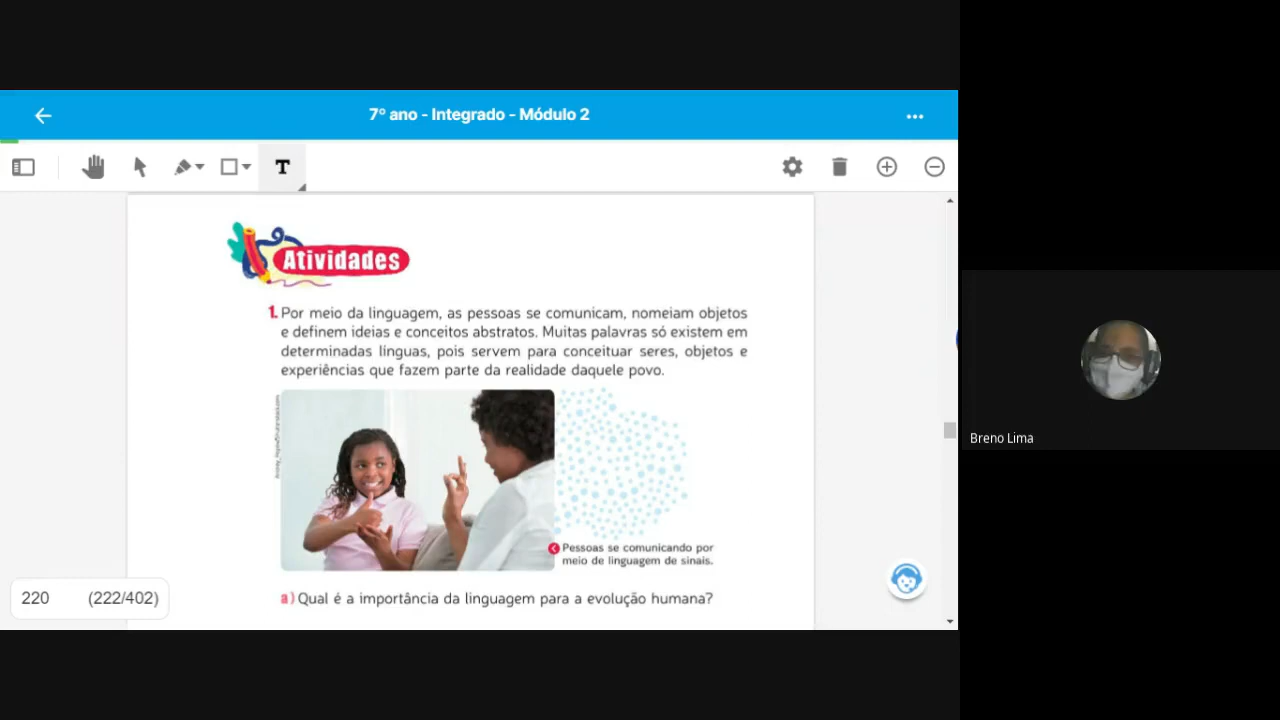 7º ano - Integrado - Módulo 2
T
Atividades
1. Por meio da linguagem, as pessoas se comunicam, nomeiam objetos
e definem ideias e conceitos abstratos. Muitas palavras só existem em
determinadas línguas, pois servem para conceituar seres, objetos e
experiências que fazem parte da realidade daquele povo.
Pessoas se comunicando por
meio de linguagem de sinais.
a) Qual é a importância da linguagem para a evolução humana?
220 (222/402)
Breno Lima